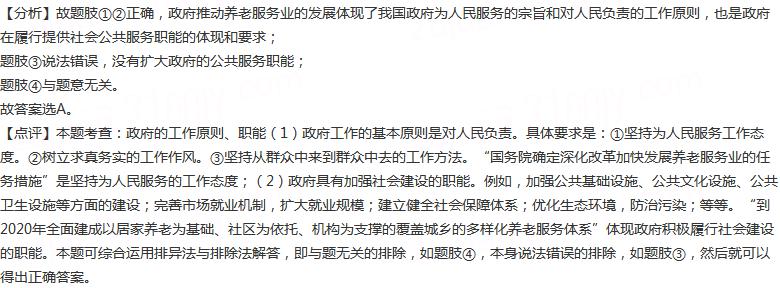 【分析】故题肢①②正确，政府推动养老服务业的发展体现了我国政府为人民服务的宗旨和对人民负责的工作原则，也是政府
在履行提供社会公共服务职能的体现和要求；
题肢③说法错误，没有扩大政府的公共服务职能；
题肢④与题意无关。
故答案选A。
【点评】本题考查：政府的工作原则、职能（1）政府工作的基本原则是对人民负责。具体要求是：①坚持为人民服务工作态
度。②树立求真务实的工作作风。③坚持从群众中来到群众中去的工作方法。“国务院确定深化改革加快发展养老服务业的任
务措施”是坚持为人民服务的工作态度；（2）政府具有加强社会建设的职能。例如，加强公共基础设施、公共文化设施、公共
卫生设施等方面的建设；完善市场就业机制，扩大就业规模；建立健全社会保障体系；优化生态环境，防治污染；等等。“到
2020年全面建成以居家养老为基础、社区为依托、机构为支撑的覆盖城乡的多样化养老服务体系”体现政府积极履行社会建设
的职能。本题可综合运用排异法与排除法解答，即与题无关的排除，如题肢④，本身说法错误的排除，如题肢③，然后就可以
得出正确答案。